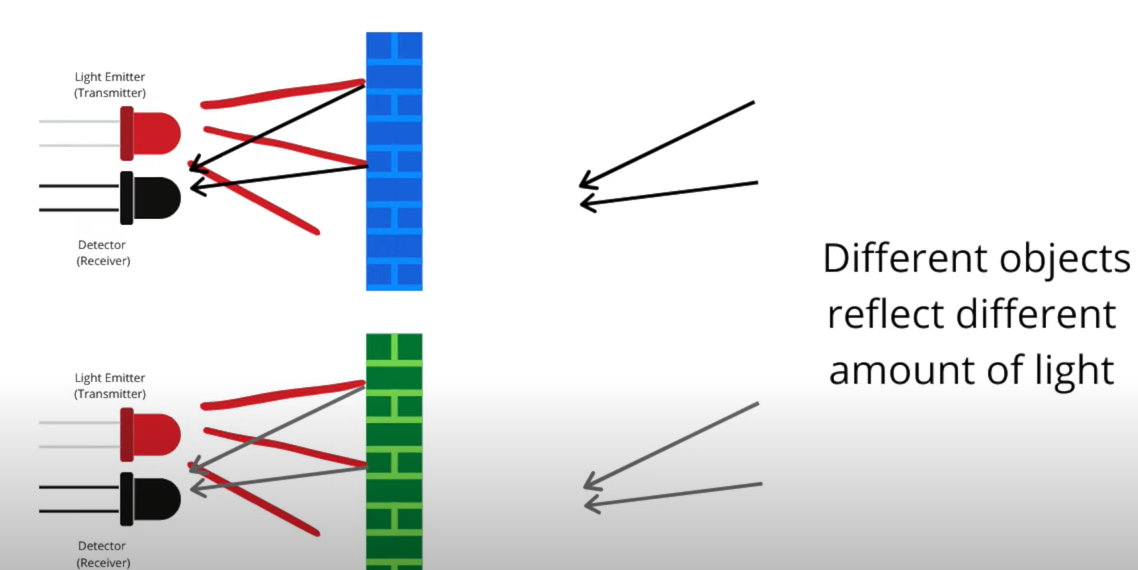 Light Emitter
(Transmitter)
Detector
(Receiver)
Different objects
reflect different
amount of light
Light Emitter
(Transmitter)
Detector
(Receiver)